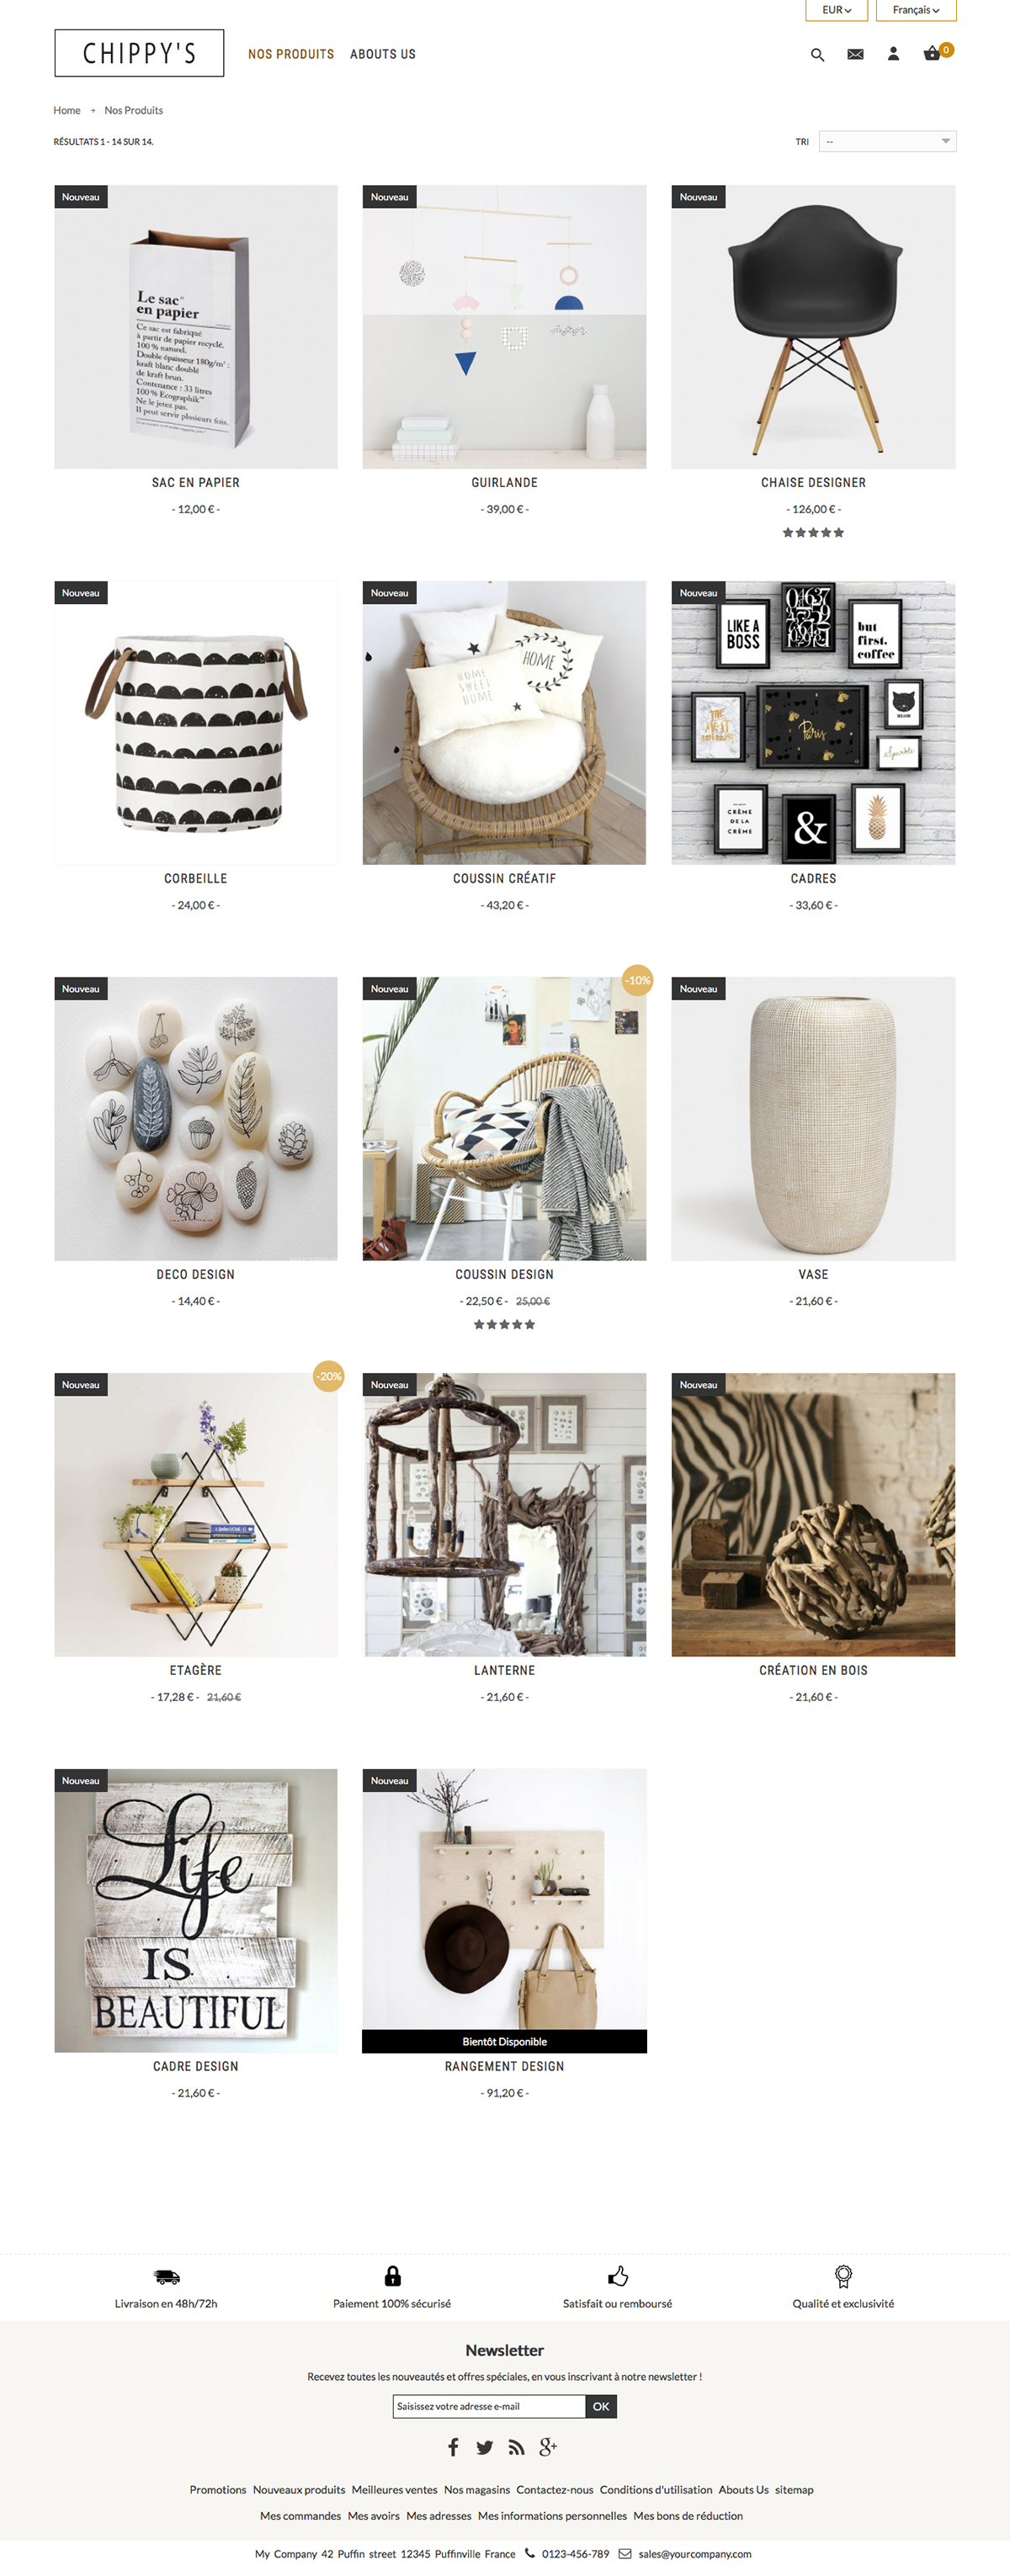 EUR Français
CHIPPY'S NOS PRODUITS ABOUTS US 0
Home Nos Produits
RÉSULTATS 1 - 14 SUR 14. TRI --
Nouveau Nouveau Nouveau
Le sac
en papier
Ce sac est fabriqué
à partir de papier recyclé.
100 % naturel.
Double épaisseur 180g/m² :
kraft blanc doublé
de kraft brun.
Contenance : 33 litres
100 % Ecographik™
Ne le jetez pas.
Il peut servir plusieurs fois.
SAC EN PAPIER GUIRLANDE CHAISE DESIGNER
- 12,00 € - - 39,00 € - - 126,00 € -
Nouveau Nouveau Nouveau
HOME
HOME
SWEET
HOME
LIKE A
BOSS
but
first,
coffee
Paris
MEOW
Sparkle
CRÈME
DE LA
CRÈME
&
CORBEILLE COUSSIN CRÉATIF CADRES
- 24,00 € - - 43,20 € - - 33,60 € -
Nouveau Nouveau -10% Nouveau
DECO DESIGN COUSSIN DESIGN VASE
- 14,40 € - - 22,50 € - 25,00 € - 21,60 € -
Nouveau -20% Nouveau Nouveau
ETAGÈRE LANTERNE CRÉATION EN BOIS
- 17,28 € - 21,60 € - 21,60 € - - 21,60 € -
Nouveau Nouveau
Life
IS
BEAUTIFUL
Bientôt Disponible
CADRE DESIGN RANGEMENT DESIGN
- 21,60 € - - 91,20 € -
Livraison en 48h/72h Paiement 100% sécurisé Satisfait ou remboursé Qualité et exclusivité
Newsletter
Recevez toutes les nouveautés et offres spéciales, en vous inscrivant à notre newsletter !
Saisissez votre adresse e-mail OK
Promotions Nouveaux produits Meilleures ventes Nos magasins Contactez-nous Conditions d'utilisation Abouts Us sitemap
Mes commandes Mes avoirs Mes adresses Mes informations personnelles Mes bons de réduction
My Company 42 Puffin street 12345 Puffinville France 0123-456-789 sales@yourcompany.com